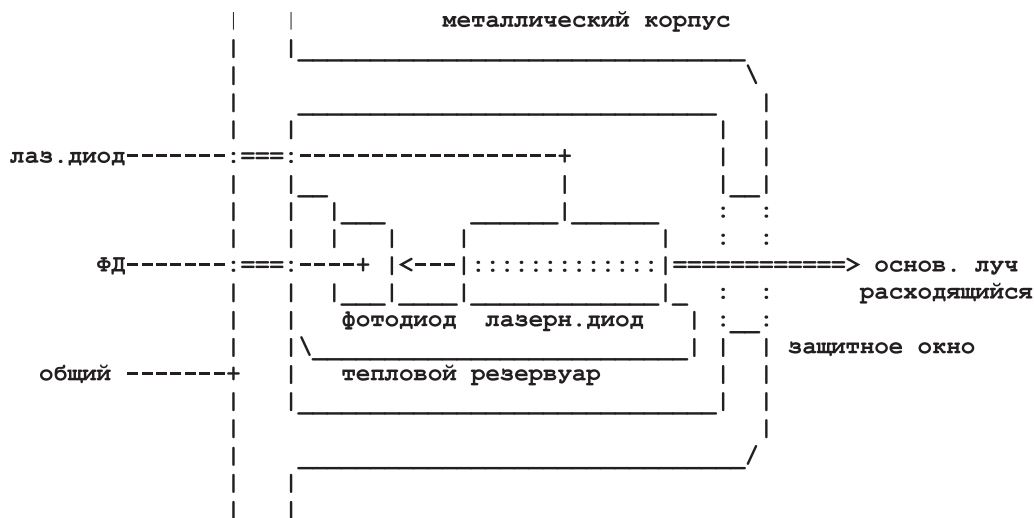 металлический корпус
лаз.диод
ФД
основ. луч
расходящийся
фотодиод лазерн.диод
защитное окно
общий
тепловой резервуар